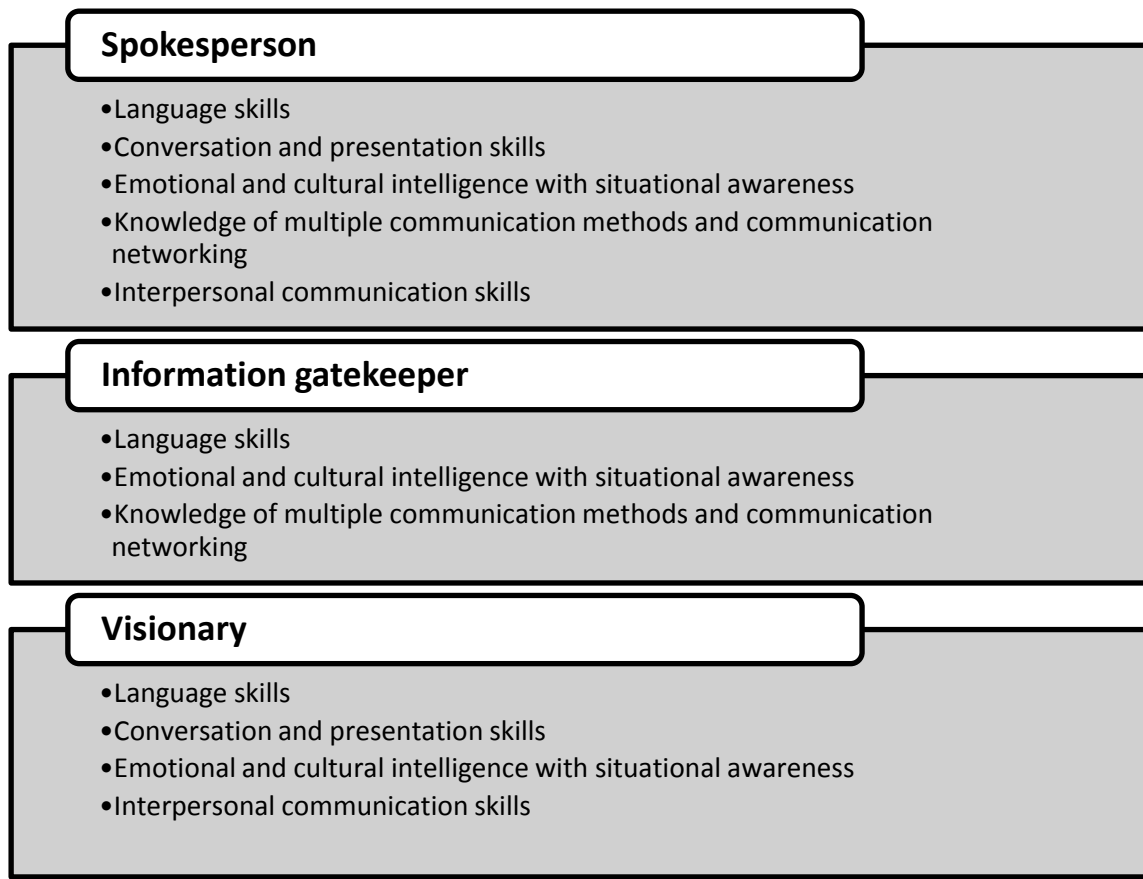 Spokesperson
•Language skills
•Conversation and presentation skills
•Emotional and cultural intelligence with situational awareness
•Knowledge of multiple communication methods and communication
networking
•Interpersonal communication skills
Information gatekeeper
•Language skills
•Emotional and cultural intelligence with situational awareness
•Knowledge of multiple communication methods and communication
networking
Visionary
•Language skills
•Conversation and presentation skills
•Emotional and cultural intelligence with situational awareness
•Interpersonal communication skills